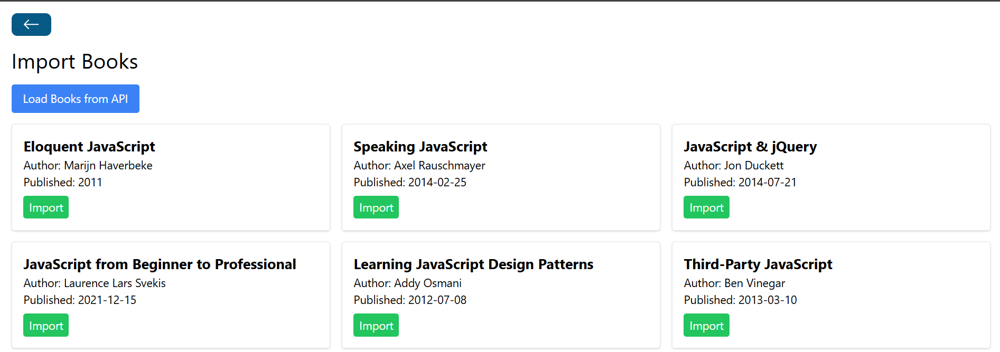 Import Books
Load Books from API
Eloquent JavaScript
Author: Marijn Haverbeke
Published: 2011
Import
Speaking JavaScript
Author: Axel Rauschmayer
Published: 2014-02-25
Import
JavaScript & jQuery
Author: Jon Duckett
Published: 2014-07-21
Import
JavaScript from Beginner to Professional
Author: Laurence Lars Svekis
Published: 2021-12-15
Import
Learning JavaScript Design Patterns
Author: Addy Osmani
Published: 2012-07-08
Import
Third-Party JavaScript
Author: Ben Vinegar
Published: 2013-03-10
Import